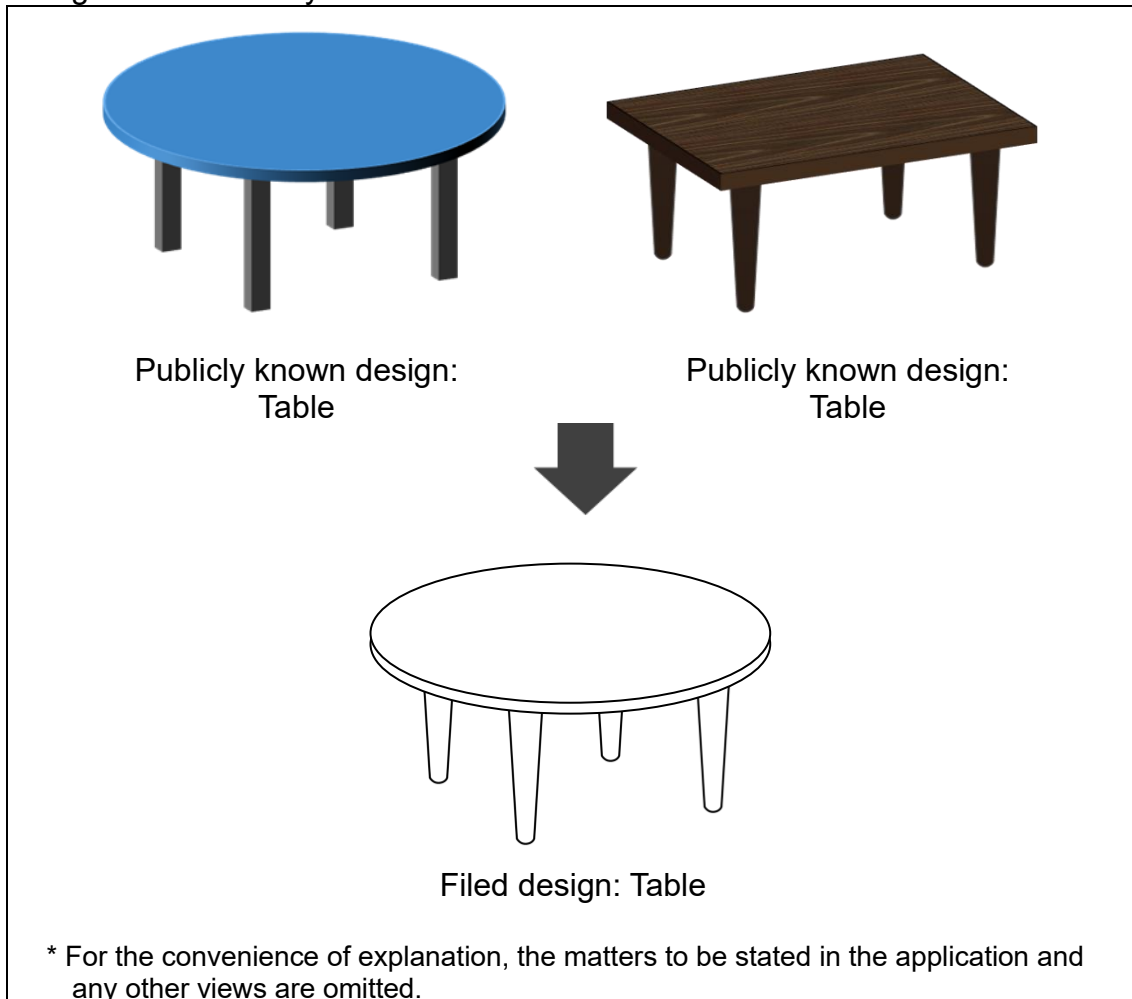 Publicly known design:
Table
Publicly known design:
Table
Filed design: Table
* For the convenience of explanation, the matters to be stated in the application and
any other views are omitted.